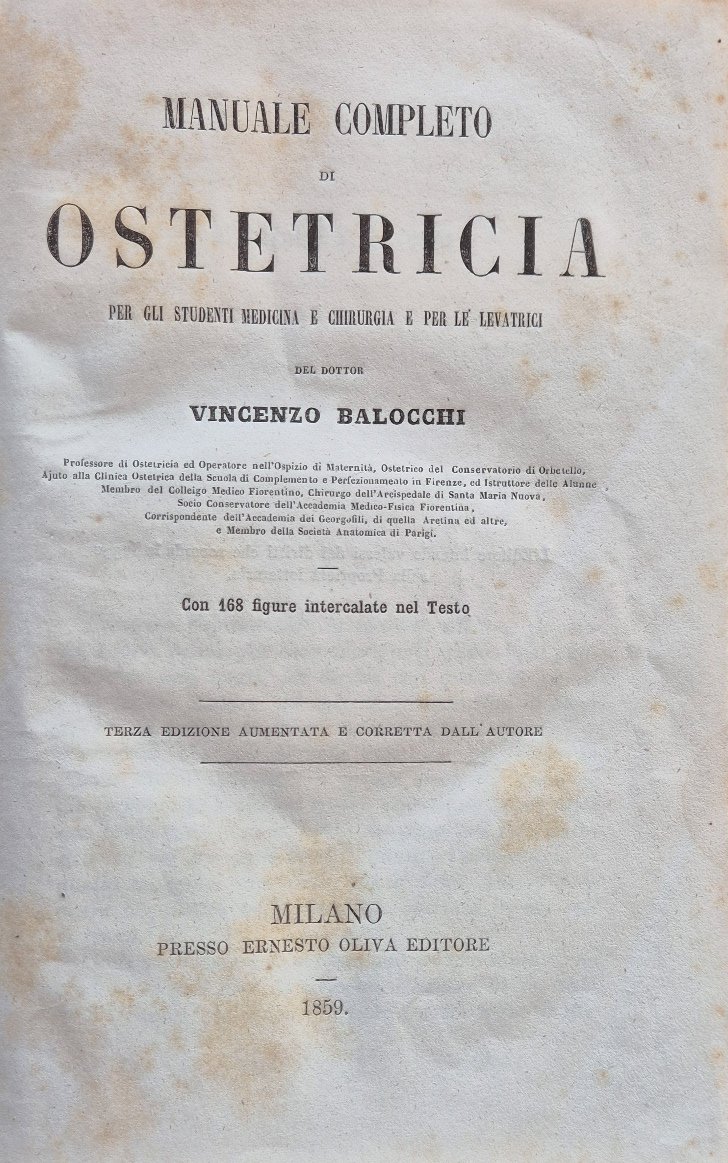 MANUALE COMPLETO
DI
OSTETRICIA
PER GLI STUDENTI MEDICINA E CHIRURGIA E PER LE LEVATRICI
DEL DOTTOR
VINCENZO BALOCCHI
Professore di Ostetricia ed Operatore nell'Ospizio di Maternità, Ostetrico del Conservatorio di Orbetello,
Ajuto alla Clinica Ostetrica della Scuola di Complemento e Perfezionameato in Firenze, ed Istruttore delle Alunne
Membro del Colleigo Medico Fiorentino, Chirurgo dell'Arcispedale di Santa Maria Nuova,
Socio Conservatore dell'Accademia Medico-Fisica Fiorentina,
Corrispondente dell'Accademia dei Georgofili, di quella Aretina ed altre,
e Membro della Società Anatomica di Parigi.
Con 168 figure intercalate nel Testo
TERZA EDIZIONE AUMENTATA E CORRETTA DALL'AUTORE
MILANO
PRESSO ERNESTO OLIVA EDITORE
1859.